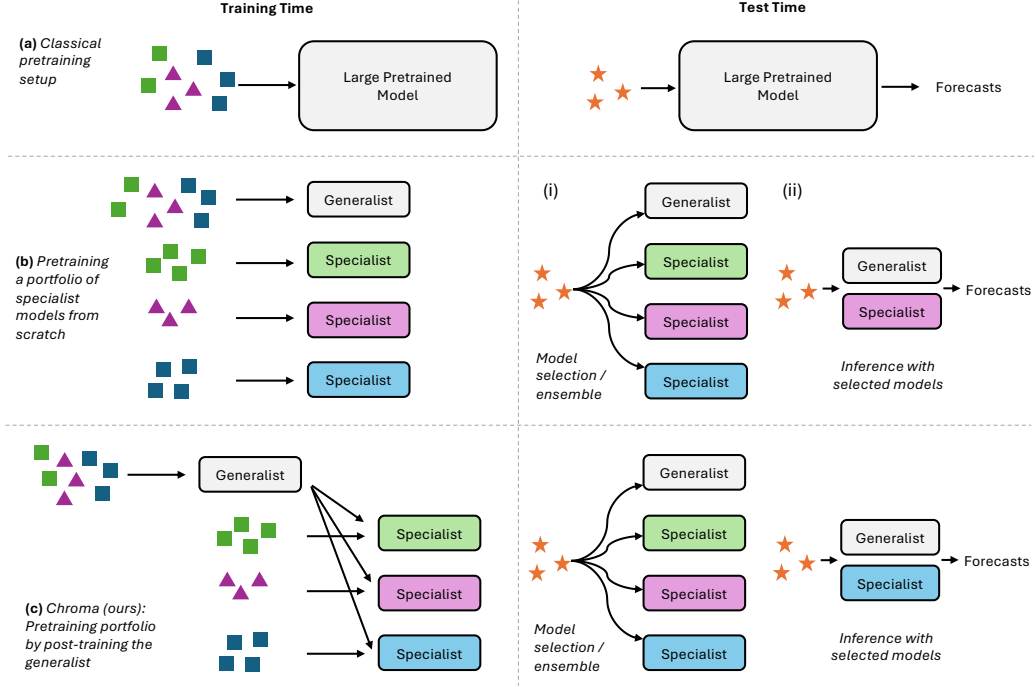 Training Time
Test Time
(a) Classical
pretraining
setup
Large Pretrained
Model
Large Pretrained
Model
Forecasts
(b) Pretraining
a portfolio of
specialist
models from
scratch
Generalist
Specialist
Specialist
Specialist
(i)
Generalist
Specialist
Specialist
Specialist
Model
selection /
ensemble
(ii)
Generalist
Specialist
Forecasts
Inference with
selected models
(c) Chroma (ours):
Pretraining portfolio
by post-training the
generalist
Generalist
Specialist
Specialist
Specialist
Generalist
Specialist
Specialist
Specialist
Model
selection /
ensemble
Generalist
Specialist
Forecasts
Inference with
selected models